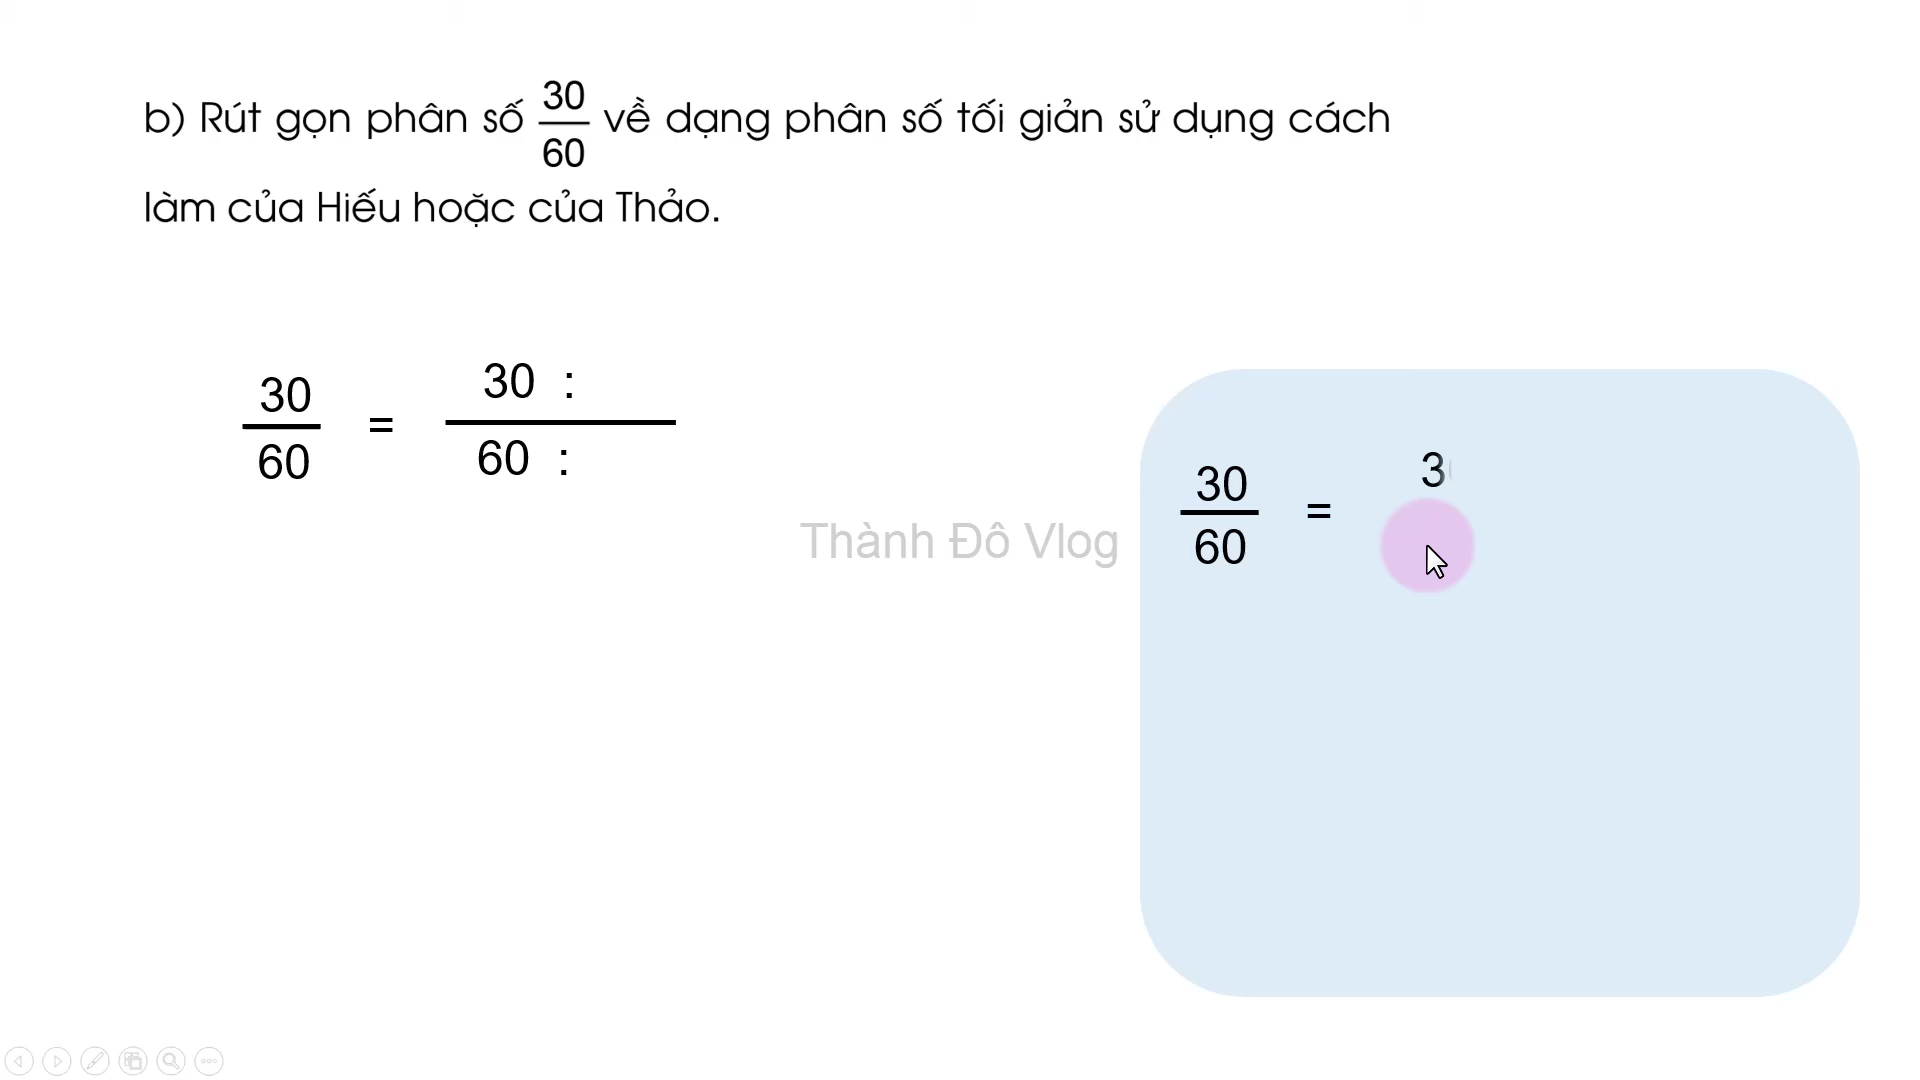 b) Rút gọn phân số 30/60 về dạng phân số tối giản sử dụng cách
làm của Hiếu hoặc của Thảo.
30/60 = 30 : / 60 :
Thành Đô Vlog
30/60 = 3